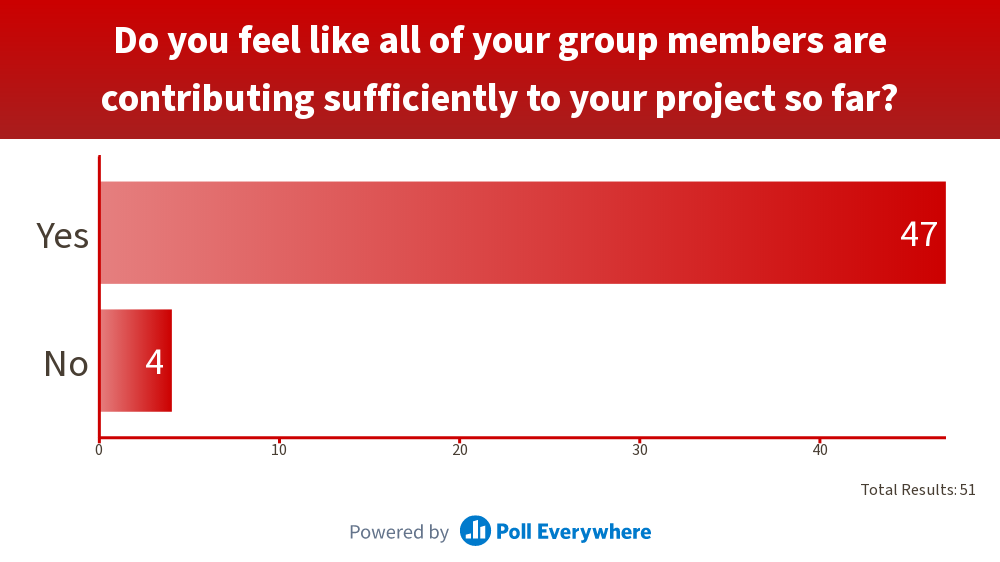 Do you feel like all of your group members are
contributing sufficiently to your project so far?
Yes
47
No
4
0 10 20 30 40
Total Results: 51
Powered by Poll Everywhere